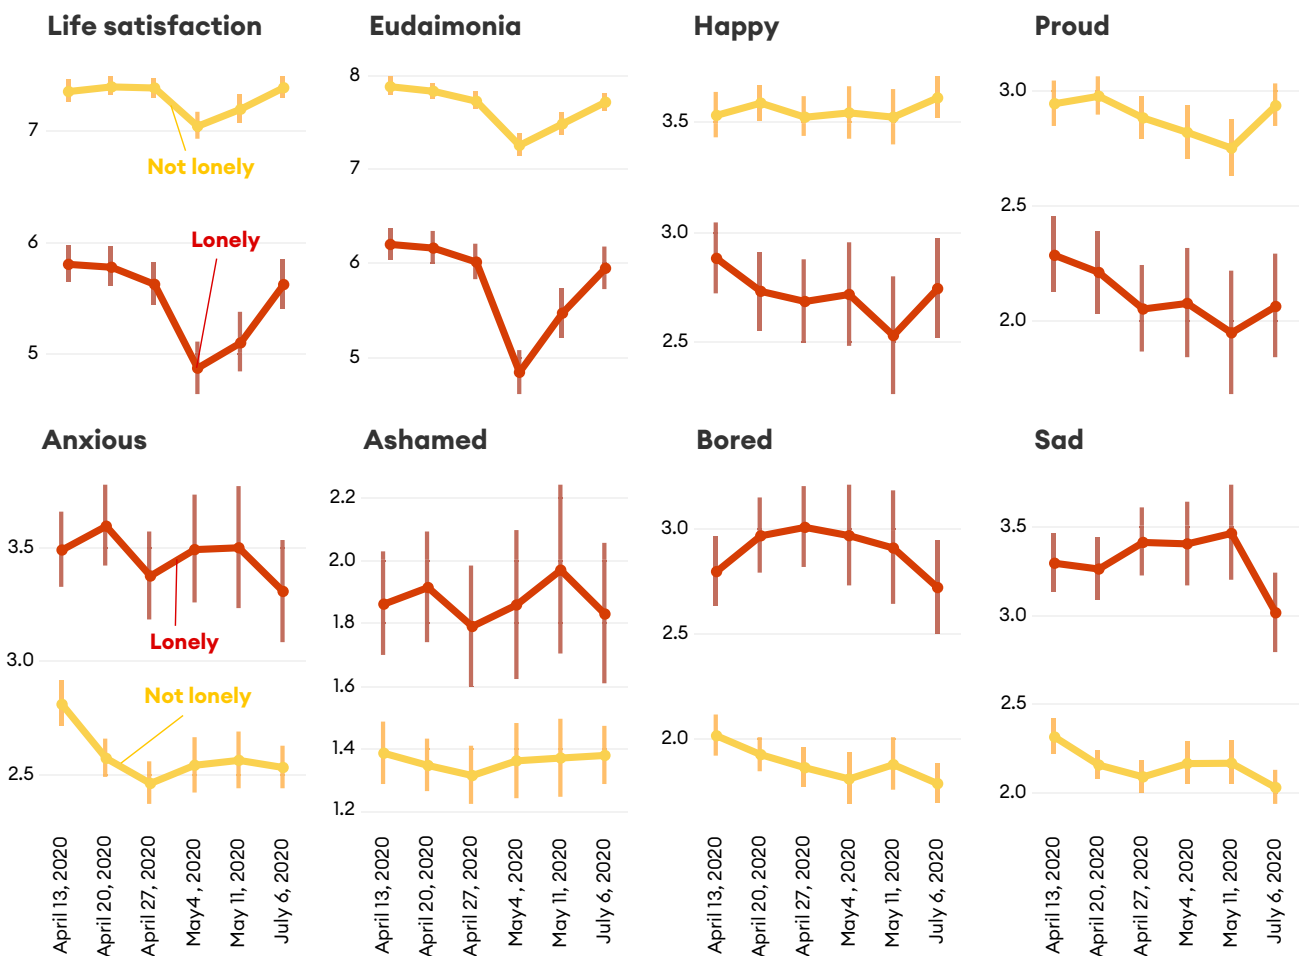 Life satisfaction
7
6
5
Not lonely
Lonely
Eudaimonia
8
7
6
5
Happy
3.5
3.0
2.5
Proud
3.0
2.5
2.0
Anxious
3.5
3.0
2.5
Lonely
Not lonely
April 13, 2020
April 20, 2020
April 27, 2020
May4 , 2020
May 11, 2020
July 6, 2020
Ashamed
2.2
2.0
1.8
1.6
1.4
1.2
April 13, 2020
April 20, 2020
April 27, 2020
May4 , 2020
May 11, 2020
July 6, 2020
Bored
3.0
2.5
2.0
April 13, 2020
April 20, 2020
April 27, 2020
May4 , 2020
May 11, 2020
July 6, 2020
Sad
3.5
3.0
2.5
2.0
April 13, 2020
April 20, 2020
April 27, 2020
May4 , 2020
May 11, 2020
July 6, 2020